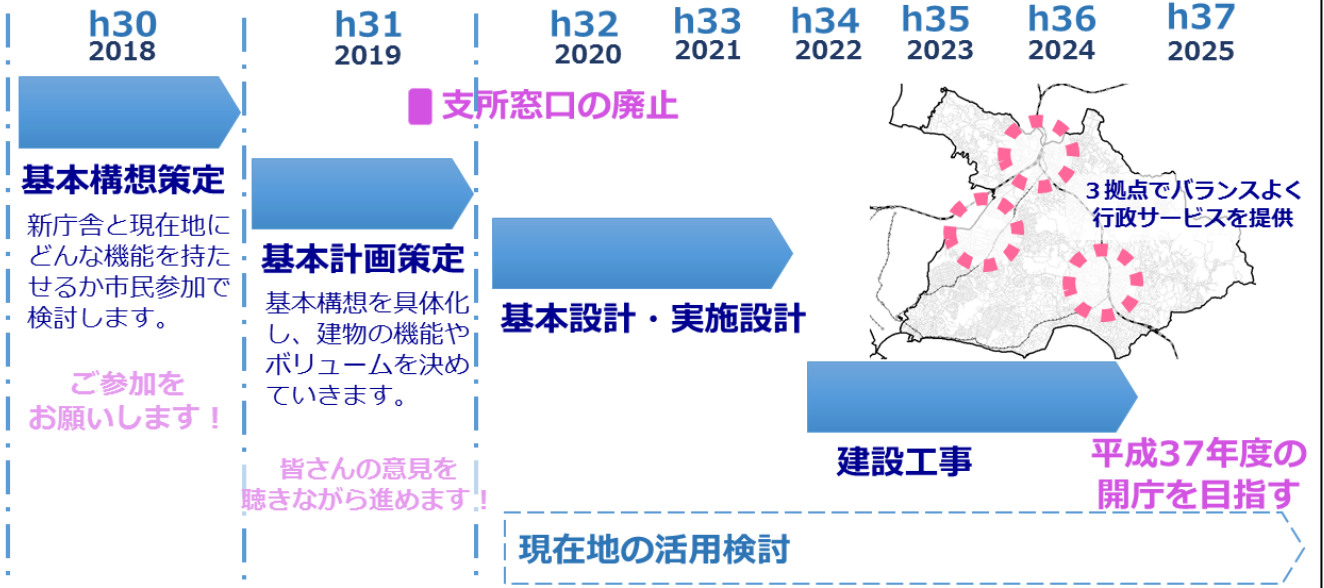 h30
2018
h31
2019
h32
2020
h33
2021
h34
2022
h35
2023
h36
2024
h37
2025
支所窓口の廃止
基本構想策定
新庁舎と現在地に
どんな機能を持た
せるか市民参加で
検討します。
ご参加を
お願いします！
基本計画策定
基本構想を具体化
し、建物の機能や
ボリュームを決め
ていきます。
皆さんの意見を
聴きながら進めます！
基本設計・実施設計
3拠点でバランスよく
行政サービスを提供
建設工事
平成37年度の
開庁を目指す
現在地の活用検討